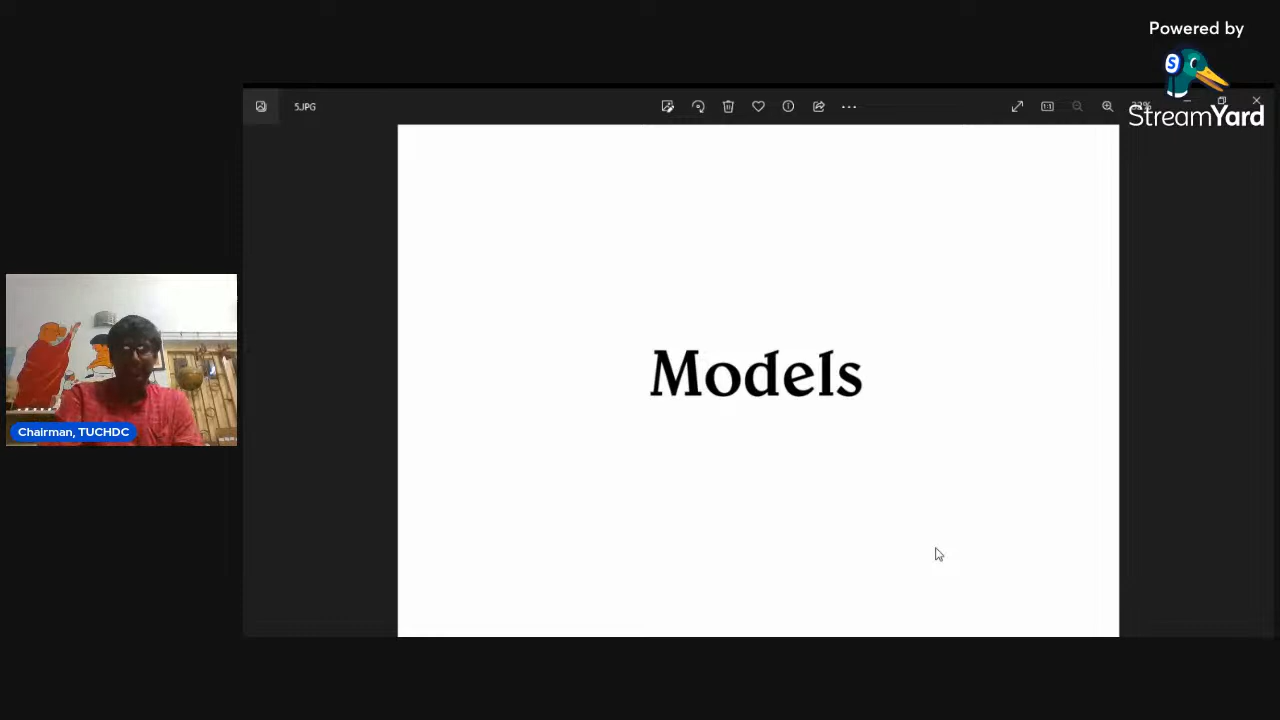 Powered by
StreamYard
5.JPG
Models
Chairman, TUCHDC